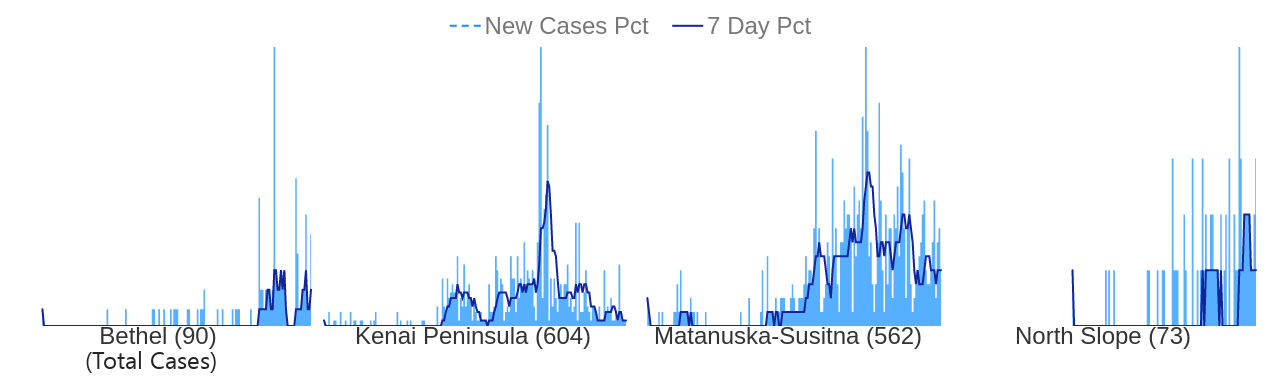 New Cases Pct 7 Day Pct
Bethel (90) Kenai Peninsula (604) Matanuska-Susitna (562) North Slope (73)
(Total Cases)